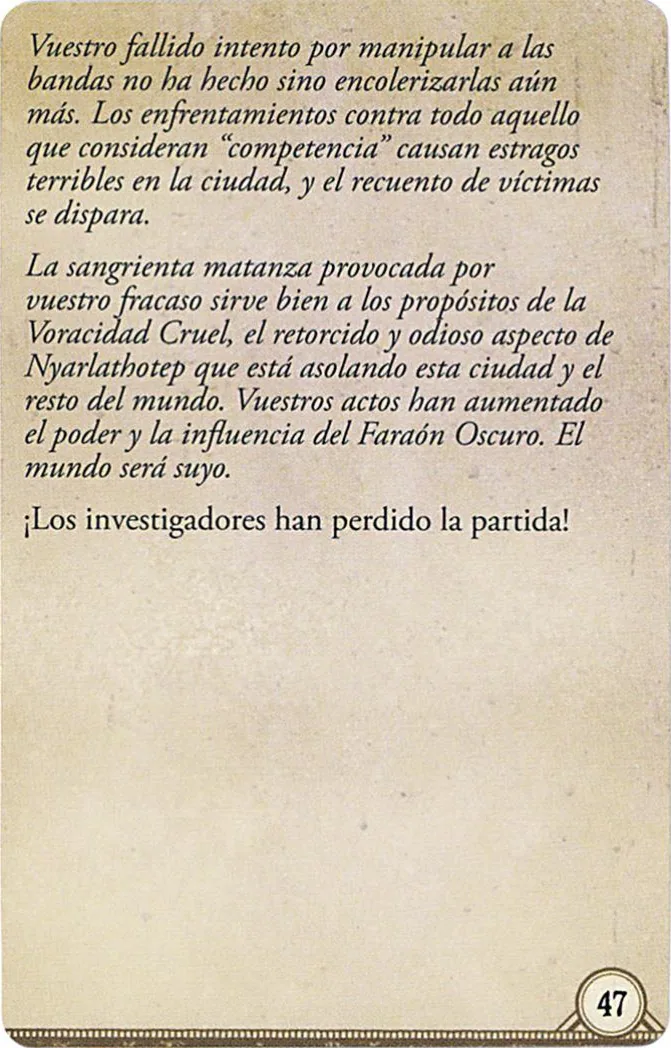 Vuestro fallido intento por manipular a las
bandas no ha hecho sino encolerizarlas aún
más. Los enfrentamientos contra todo aquello
que consideran “competencia” causan estragos
terribles en la ciudad, y el recuento de víctimas
se dispara.
La sangrienta matanza provocada por
vuestro fracaso sirve bien a los propósitos de la
Voracidad Cruel, el retorcido y odioso aspecto de
Nyarlathotep que está asolando esta ciudad y el
resto del mundo. Vuestros actos han aumentado
el poder y la influencia del Faraón Oscuro. El
mundo será suyo.
¡Los investigadores han perdido la partida!
47